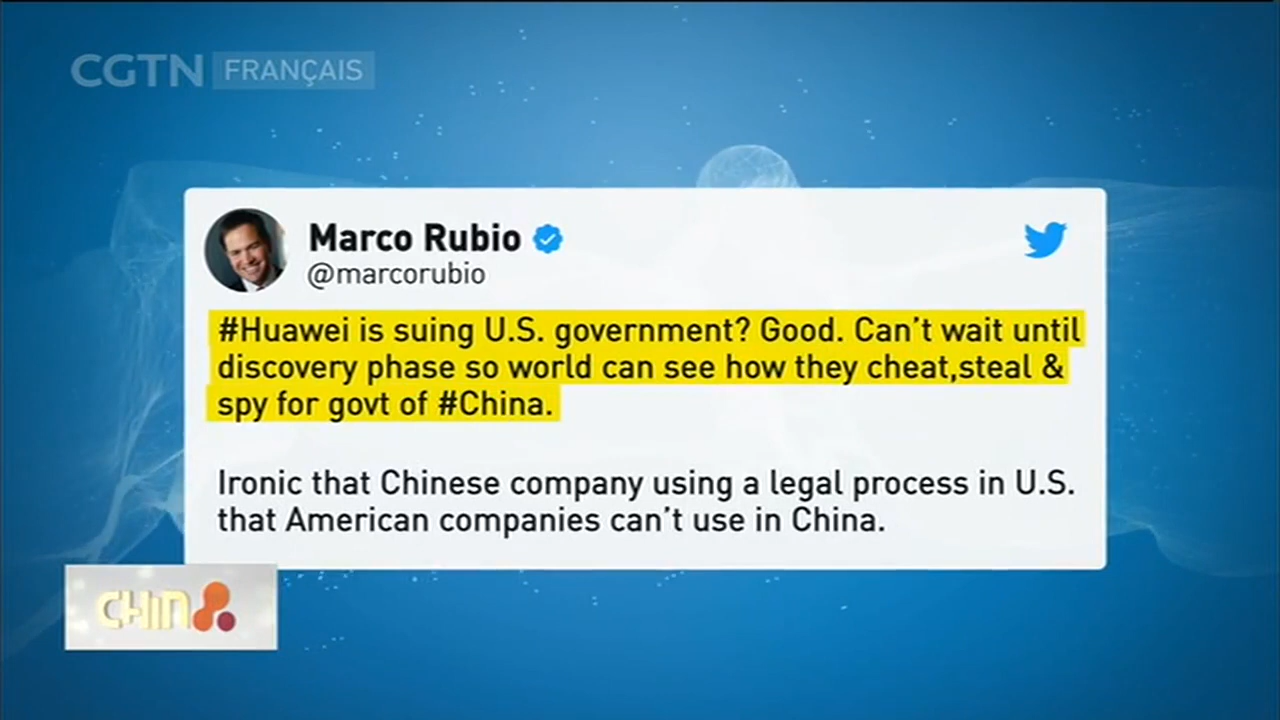 CGTN FRANÇAIS
Marco Rubio
@marcorubio
#Huawei is suing U.S. government? Good. Can't wait until
discovery phase so world can see how they cheat,steal &
spy for govt of #China.
Ironic that Chinese company using a legal process in U.S.
that American companies can't use in China.
CHIN